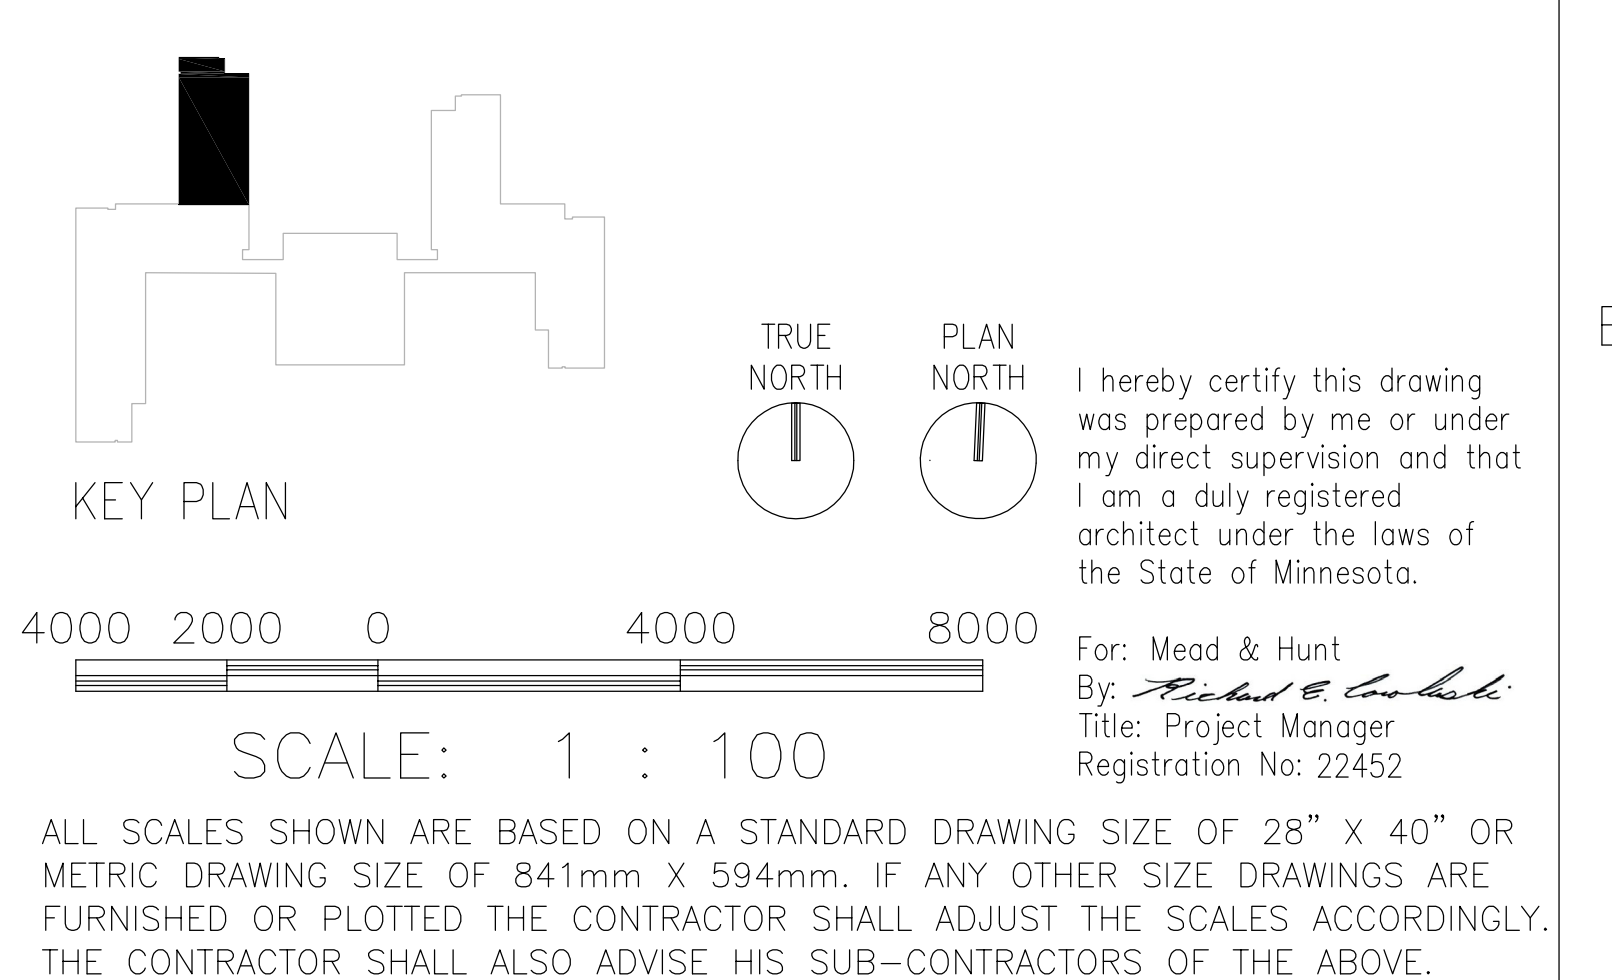 TRUE
NORTH
PLAN
NORTH
KEY PLAN
I hereby certify this drawing
was prepared by me or under
my direct supervision and that
I am a duly registered
architect under the laws of
the State of Minnesota.
4000 2000 0 4000 8000
SCALE: 1 : 100
For: Mead & Hunt
By: Richard E.
Title: Project Manager
Registration No: 22452
ALL SCALES SHOWN ARE BASED ON A STANDARD DRAWING SIZE OF 28” X 40” OR
METRIC DRAWING SIZE OF 841mm X 594mm. IF ANY OTHER SIZE DRAWINGS ARE
FURNISHED OR PLOTTED THE CONTRACTOR SHALL ADJUST THE SCALES ACCORDINGLY.
THE CONTRACTOR SHALL ALSO ADVISE HIS SUB-CONTRACTORS OF THE ABOVE.